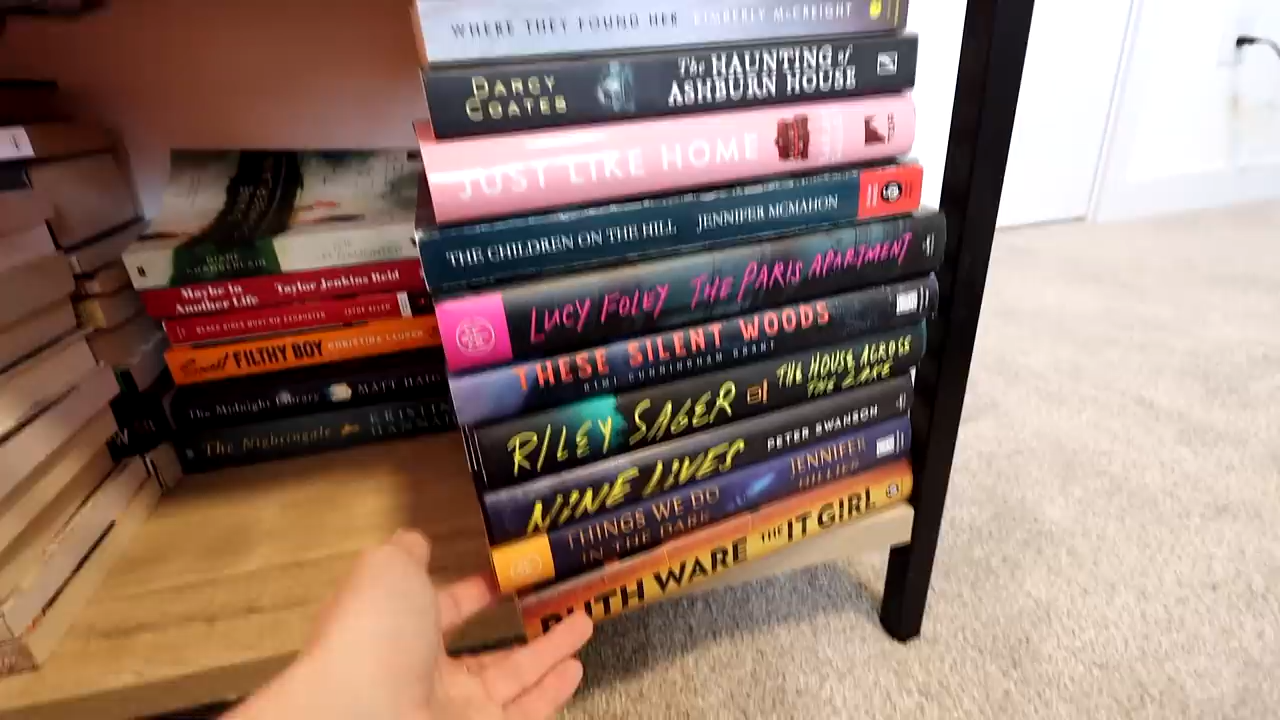 WHERE THEY FOUND HER KIMBERLY McCREIGHT
DARCY
COATES
The HAUNTING of
ASHBURN HOUSE
JUST LIKE HOME
THE CHILDREN ON THE HILL JENNIFER MCMAHON
LUCY FOLEY THE PARIS APARTMENT
THESE SILENT WOODS
KIMI CUNNINGHAM GRANT
RILEY SAGER
THE HOUSE ACROSS
THE LAKE
NINE LIVES PETER SWANSON
THINGS WE DO
IN THE DARK
JENNIFER
HILLIER
RUTH WARE THE IT GIRL
DIANE
CHAMBERLAIN
Maybe in
Another Life
Taylor Jenkins Reid
FILTHY BOY CHRISTINA LAUREN
The Midnight Library MATT HAIG
The Nightingale KRISTIN
HANNAH